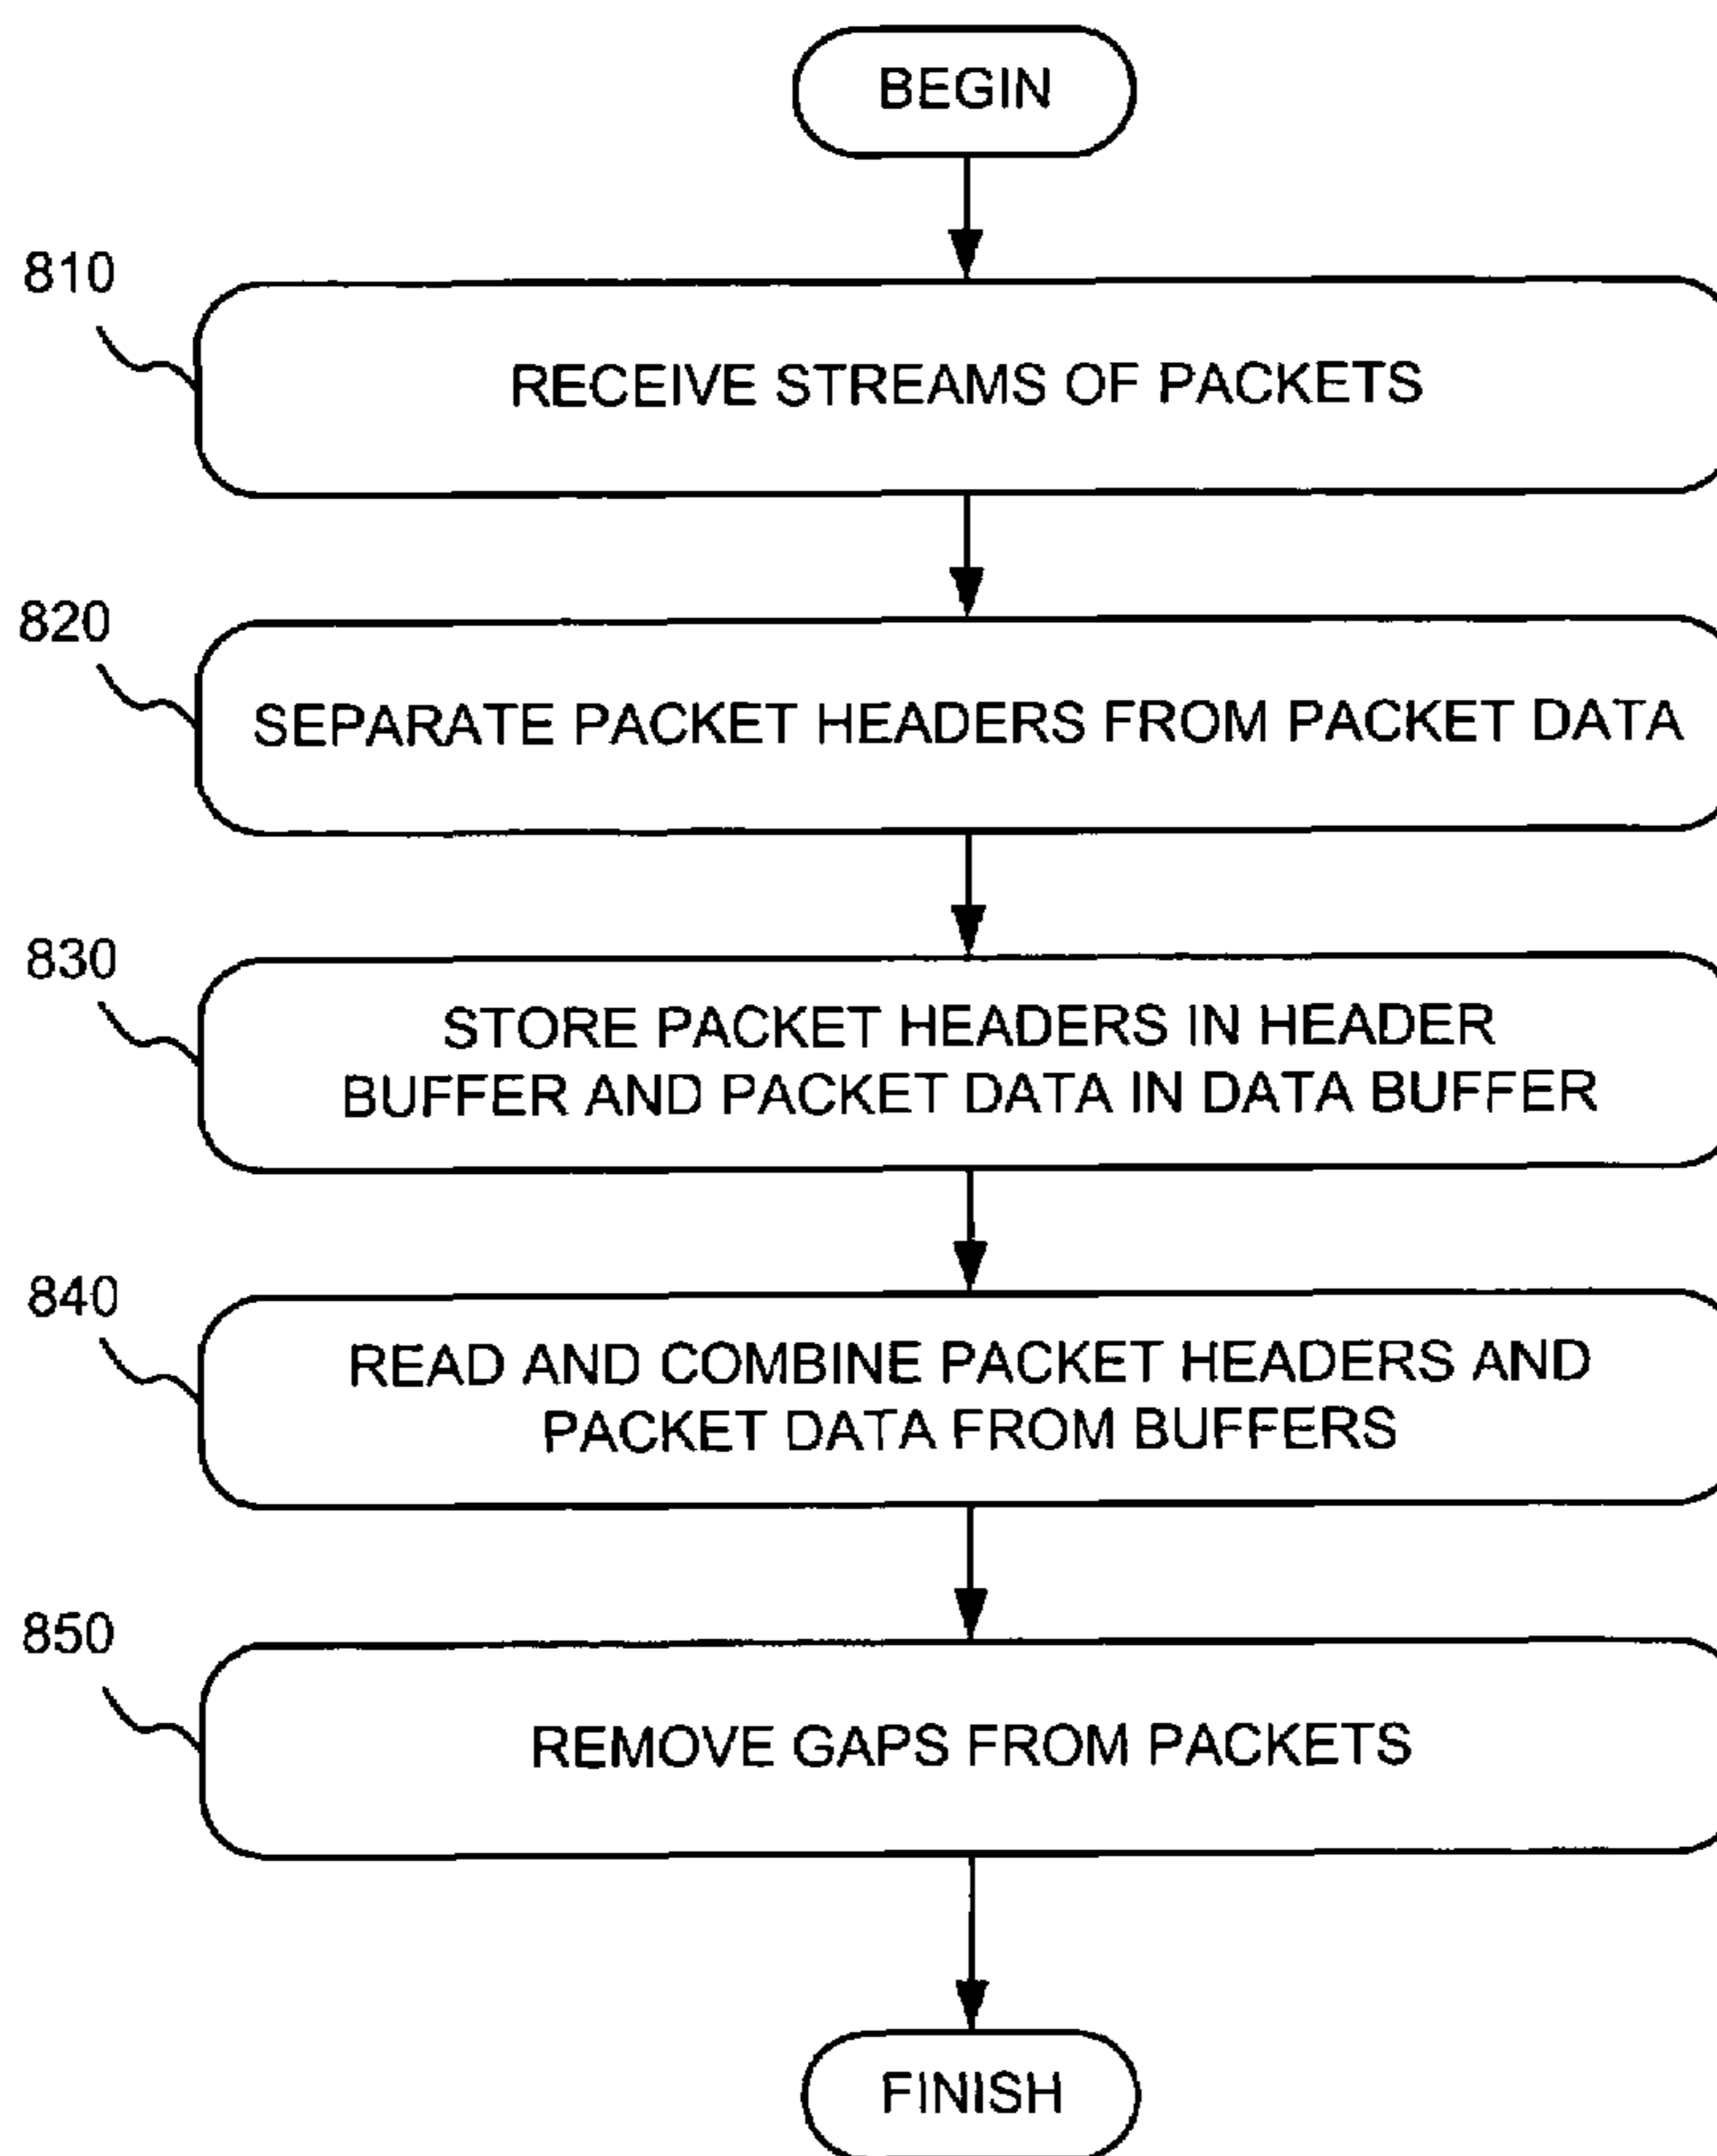 BEGIN
810
RECEIVE STREAMS OF PACKETS
820
SEPARATE PACKET HEADERS FROM PACKET DATA
830
STORE PACKET HEADERS IN HEADER
BUFFER AND PACKET DATA IN DATA BUFFER
840
READ AND COMBINE PACKET HEADERS AND
PACKET DATA FROM BUFFERS
850
REMOVE GAPS FROM PACKETS
FINISH